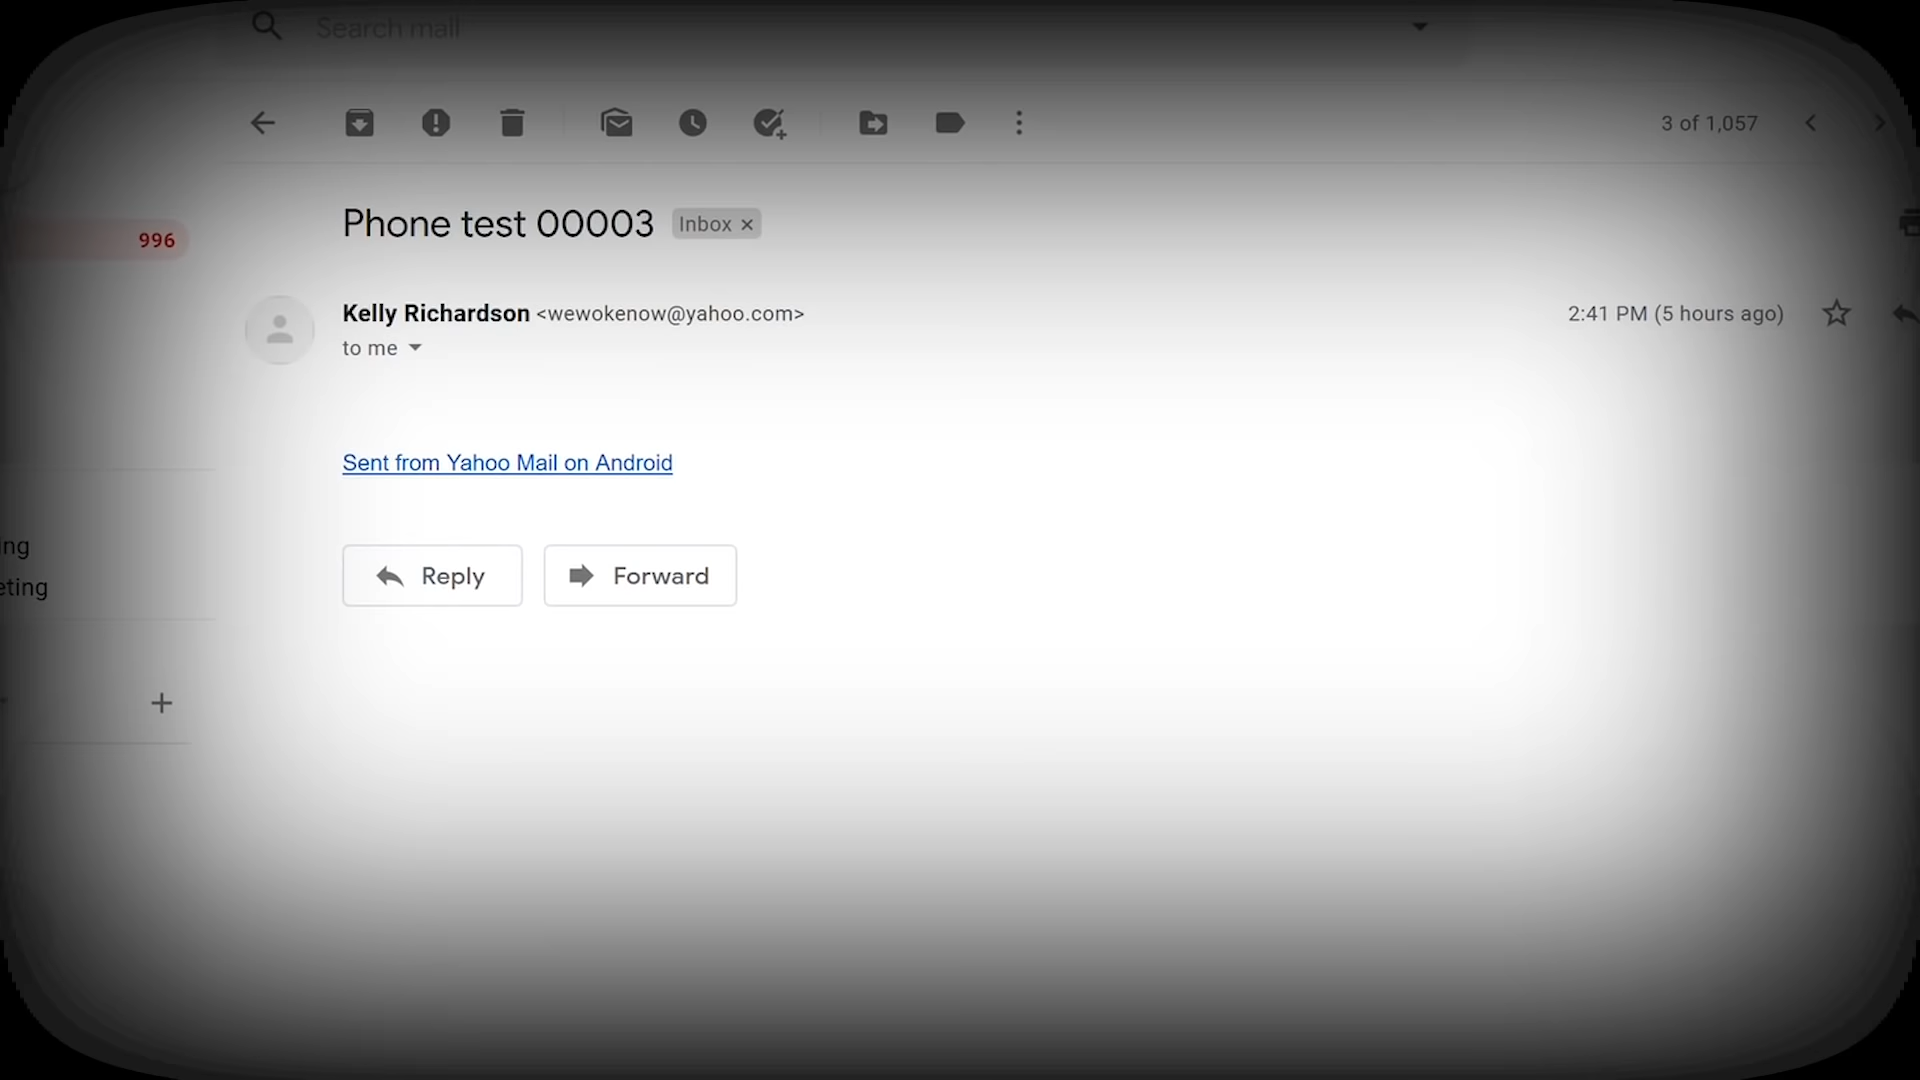 Search mail
3 of 1,057
Phone test 00003 Inbox ×
996
Kelly Richardson <wewokenow@yahoo.com> 2:41 PM (5 hours ago)
to me
Sent from Yahoo Mail on Android
ing
Reply Forward
eting